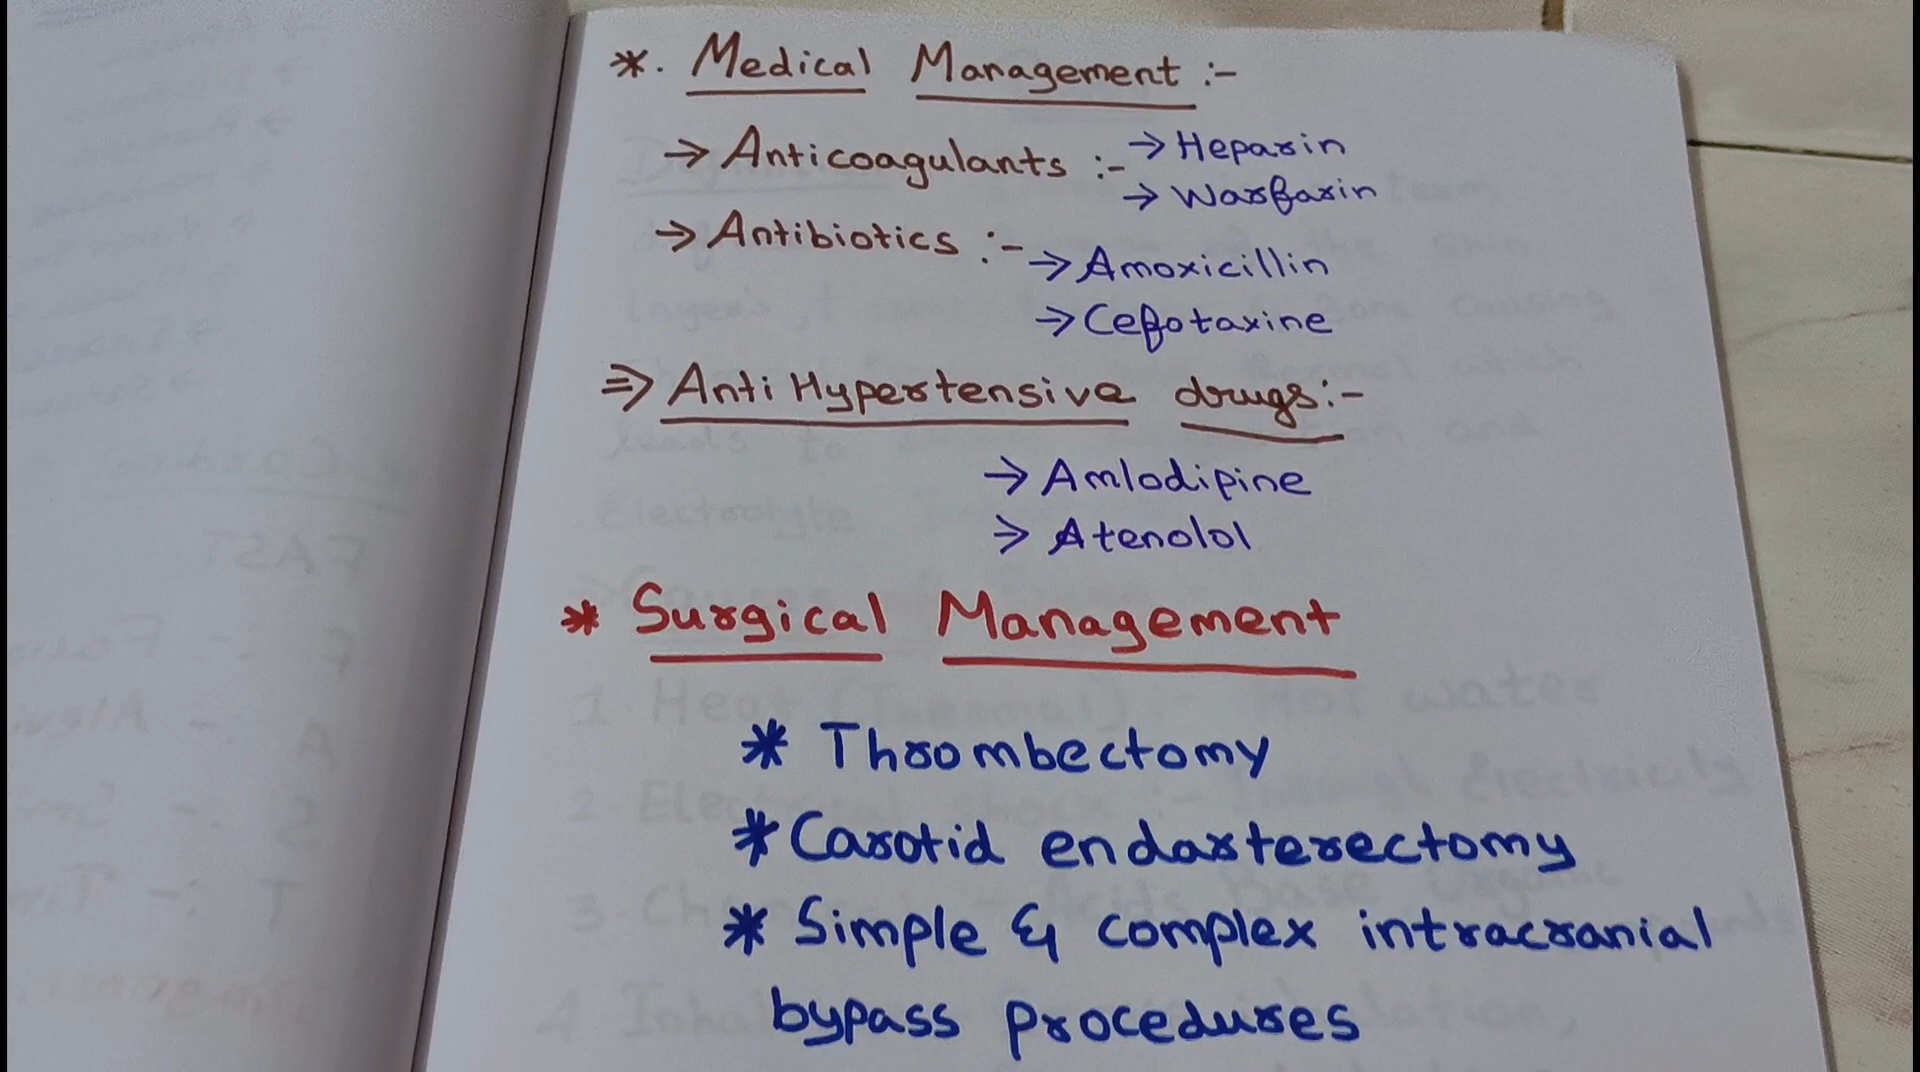 *. Medical Management :-
→ Anticoagulants :- → Heparin
→ Warfarin
→ Antibiotics :-
→ Amoxicillin
→ Cefotaxine
⇒ Anti Hypertensive drugs:-
→ Amlodipine
→ Atenolol
* Surgical Management
* Thrombectomy
* Carotid endarterectomy
* Simple & complex intracranial
bypass procedures